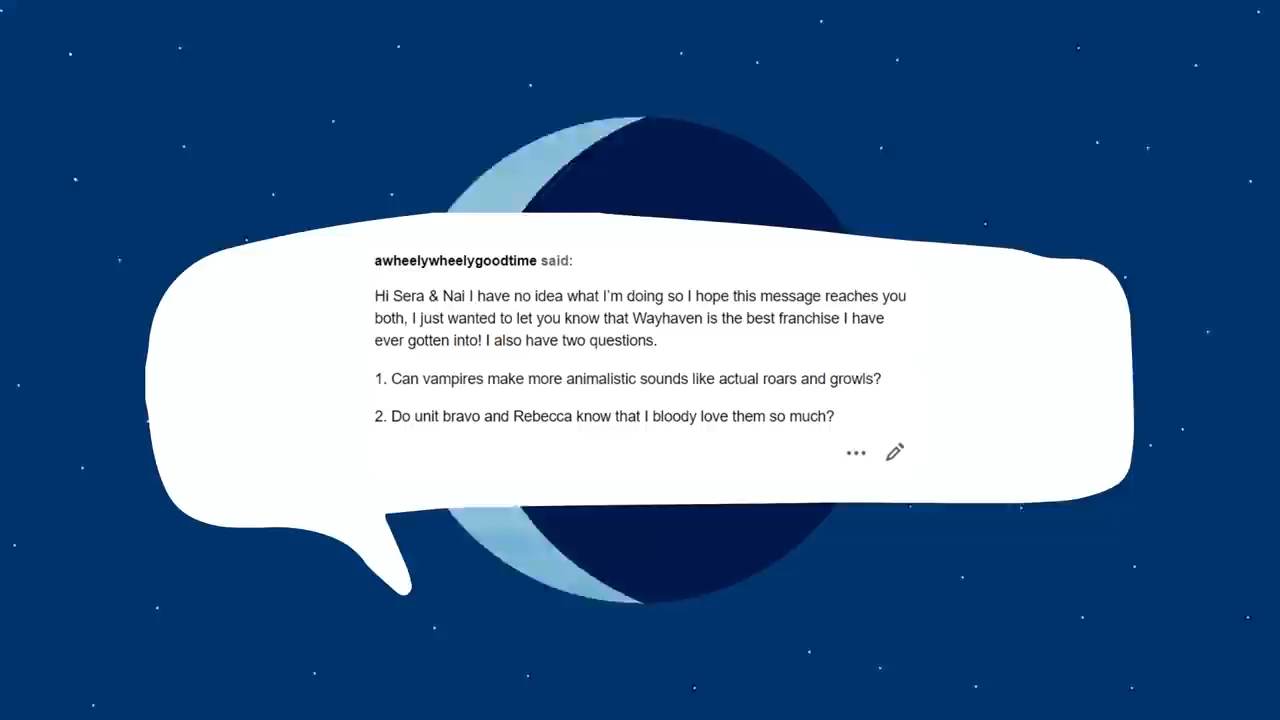 awheelywheelygoodtime said:
Hi Sera & Nai I have no idea what I'm doing so I hope this message reaches you
both, I just wanted to let you know that Wayhaven is the best franchise I have
ever gotten into! I also have two questions.
1. Can vampires make more animalistic sounds like actual roars and growls?
2. Do unit bravo and Rebecca know that I bloody love them so much?